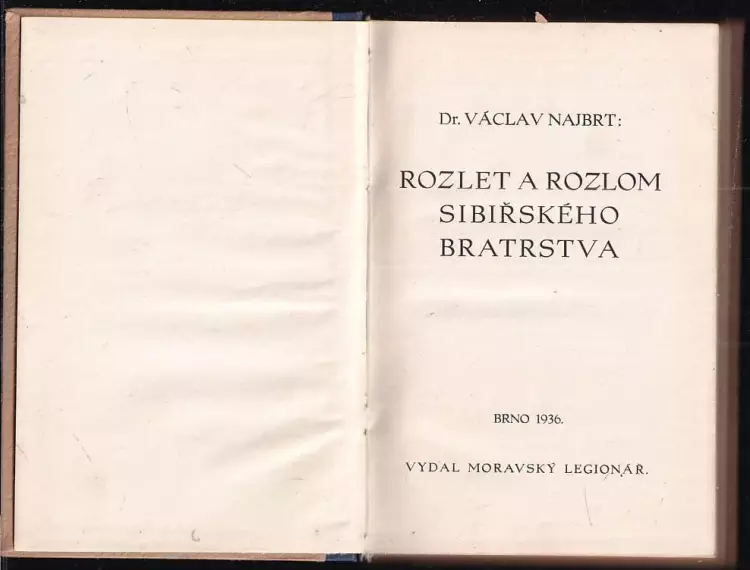 Dr. VÁCLAV NAJBRT:
ROZLET A ROZLOM
SIBIŘSKÉHO
BRATRSTVA
BRNO 1936.
VYDAL MORAVSKÝ LEGIONÁŘ.